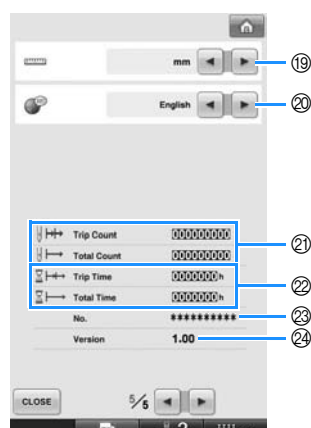 mm ⑲
English ⑳
Trip Count 000000000
Total Count 000000000
㉑
Trip Time 0000000h
Total Time 0000000h
㉒
No. ********** ㉓
Version 1.00 ㉔
CLOSE 5/5